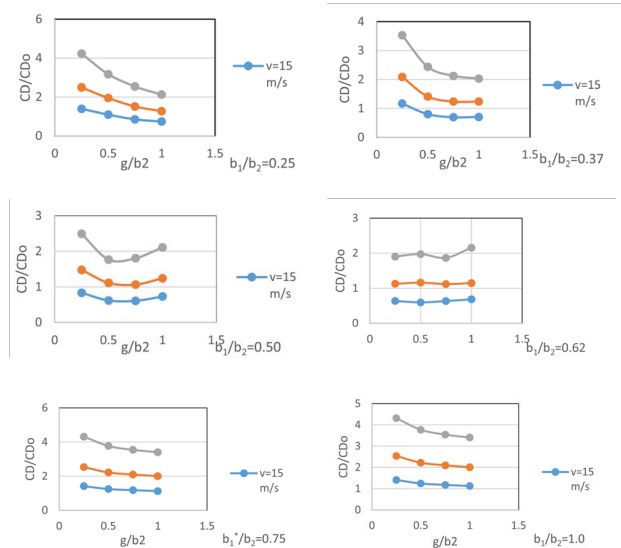 6
4
2
0
CD/CDo
0 0.5 1 1.5
g/b2
v=15
m/s
b₁/b₂=0.25
4
3
2
1
0
CD/CDo
0 0.5 1 1.5
g/b2
v=15
m/s
b₁/b₂=0.37
3
2
1
0
CD/CDo
0 0.5 1 1.5
g/b2
v=15
m/s
b₁/b₂=0.50
3
2
1
0
CD/CDo
0 0.5 1 1.5
g/b2
b₁/b₂=0.62
6
4
2
0
CD/CDo
0 0.5 1 1.5
g/b2
b₁*/b₂=0.75
5
4
3
2
1
0
CD/CDo
0 0.5 1 1.5
g/b2
v=15
m/s
b₁/b₂=1.0